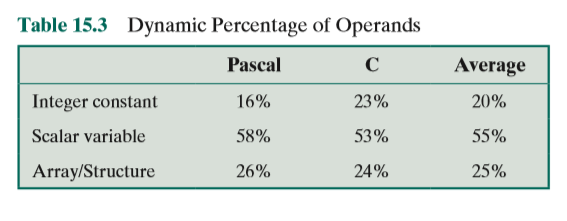 Table 15.3 Dynamic Percentage of Operands
Pascal C Average
Integer constant 16% 23% 20%
Scalar variable 58% 53% 55%
Array/Structure 26% 24% 25%